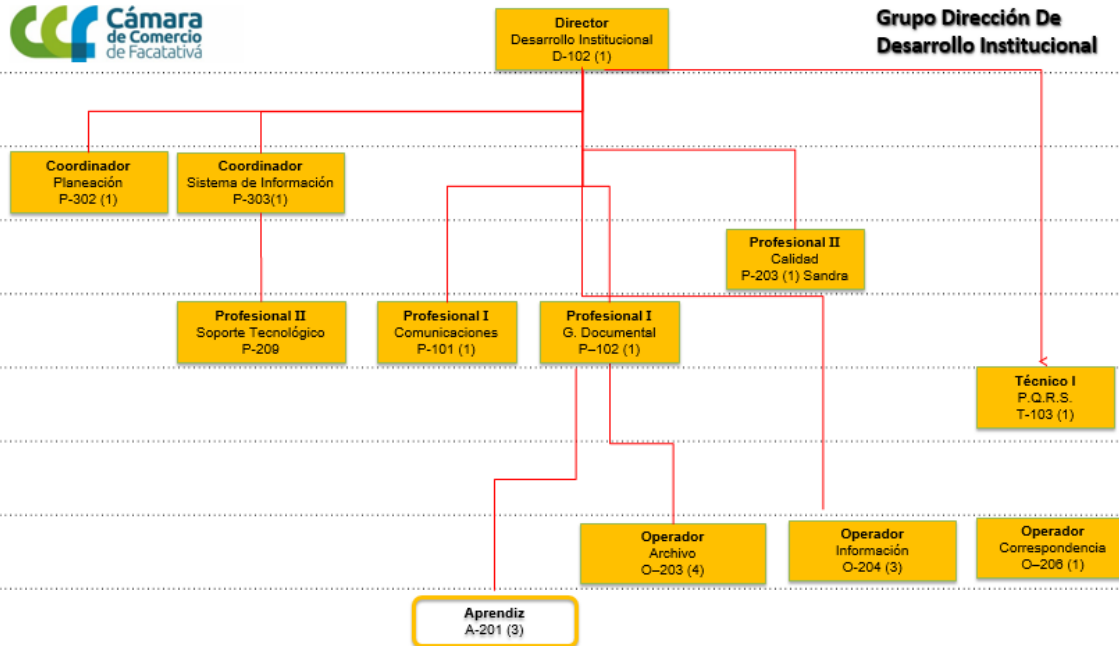 Cámara
de Comercio
de Facatativá
Director
Desarrollo Institucional
D-102 (1)
Grupo Dirección De
Desarrollo Institucional
Coordinador
Planeación
P-302 (1)
Coordinador
Sistema de Información
P-303(1)
Profesional II
Calidad
P-203 (1) Sandra
Profesional II
Soporte Tecnológico
P-209
Profesional I
Comunicaciones
P-101 (1)
Profesional I
G. Documental
P–102 (1)
Técnico I
P.Q.R.S.
T-103 (1)
Operador
Archivo
O–203 (4)
Operador
Información
O-204 (3)
Operador
Correspondencia
O–206 (1)
Aprendiz
A-201 (3)